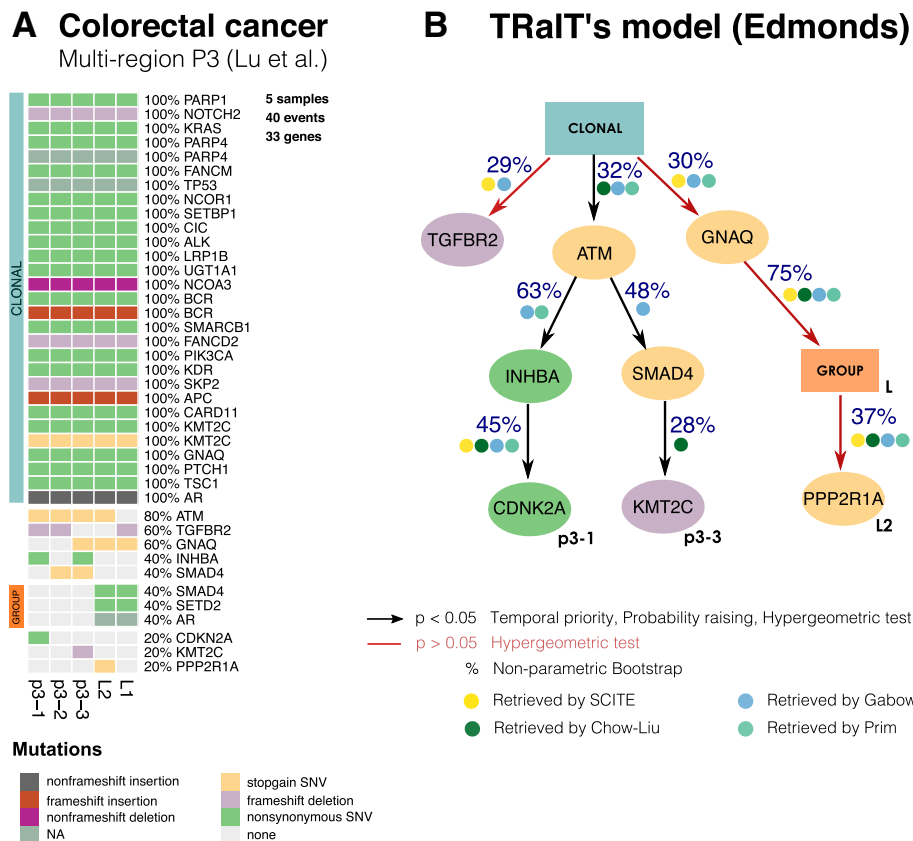 A Colorectal cancer
Multi-region P3 (Lu et al.)
CLONAL
100% PARP1
100% NOTCH2
100% KRAS
100% PARP4
100% PARP4
100% FANCM
100% TP53
100% NCOR1
100% SETBP1
100% CIC
100% ALK
100% LRP1B
100% UGT1A1
100% NCOA3
100% BCR
100% BCR
100% SMARCB1
100% FANCD2
100% PIK3CA
100% KDR
100% SKP2
100% APC
100% CARD11
100% KMT2C
100% KMT2C
100% GNAQ
100% PTCH1
100% TSC1
100% AR
80% ATM
60% TGFBR2
60% GNAQ
40% INHBA
40% SMAD4
GROUP
40% SMAD4
40% SETD2
40% AR
20% CDKN2A
20% KMT2C
20% PPP2R1A
p3-1
p3-2
p3-3
L2
L1
5 samples
40 events
33 genes
Mutations
nonframeshift insertion
frameshift insertion
nonframeshift deletion
NA
stopgain SNV
frameshift deletion
nonsynonymous SNV
none
B TRaIT's model (Edmonds)
CLONAL
29%
32%
30%
TGFBR2
ATM
GNAQ
63%
48%
75%
INHBA
SMAD4
GROUP
L
45%
28%
37%
CDNK2A
p3-1
KMT2C
p3-3
PPP2R1A
L2
p < 0.05 Temporal priority, Probability raising, Hypergeometric test
p > 0.05 Hypergeometric test
% Non-parametric Bootstrap
Retrieved by SCITE
Retrieved by Gabow
Retrieved by Chow-Liu
Retrieved by Prim